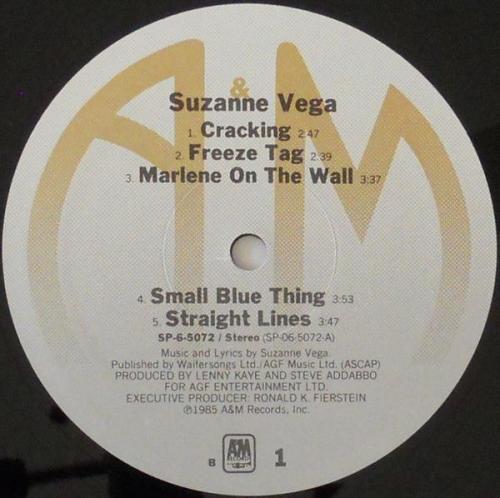 A&M
Suzanne Vega
1. Cracking 2:47
2. Freeze Tag 2:39
3. Marlene On The Wall 3:37
4. Small Blue Thing 3:53
5. Straight Lines 3:47
SP-6-5072 / Stereo (SP-06-5072-A)
Music and Lyrics by Suzanne Vega.
Published by Waifersongs Ltd./AGF Music Ltd. (ASCAP)
PRODUCED BY LENNY KAYE AND STEVE ADDABBO
FOR AGF ENTERTAINMENT LTD.
EXECUTIVE PRODUCER: RONALD K. FIERSTEIN
℗1985 A&M Records, Inc.
B A&M RECORDS 1